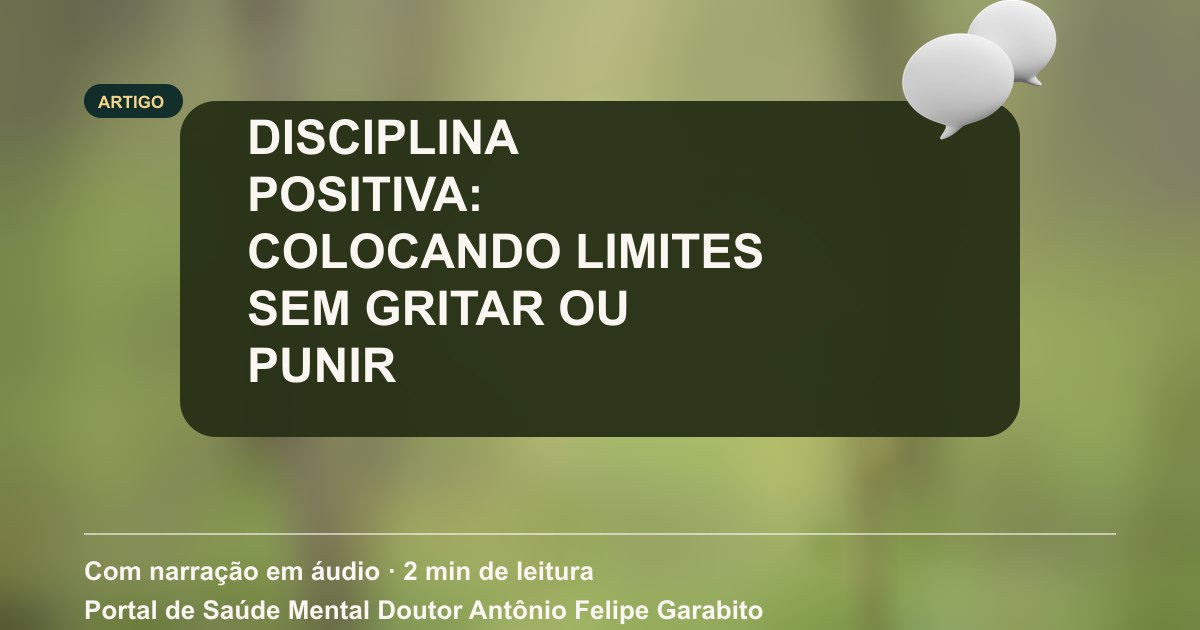 ARTIGO
DISCIPLINA
POSITIVA:
COLOCANDO LIMITES
SEM GRITAR OU
PUNIR
Com narração em áudio · 2 min de leitura
Portal de Saúde Mental Doutor Antônio Felipe Garabito